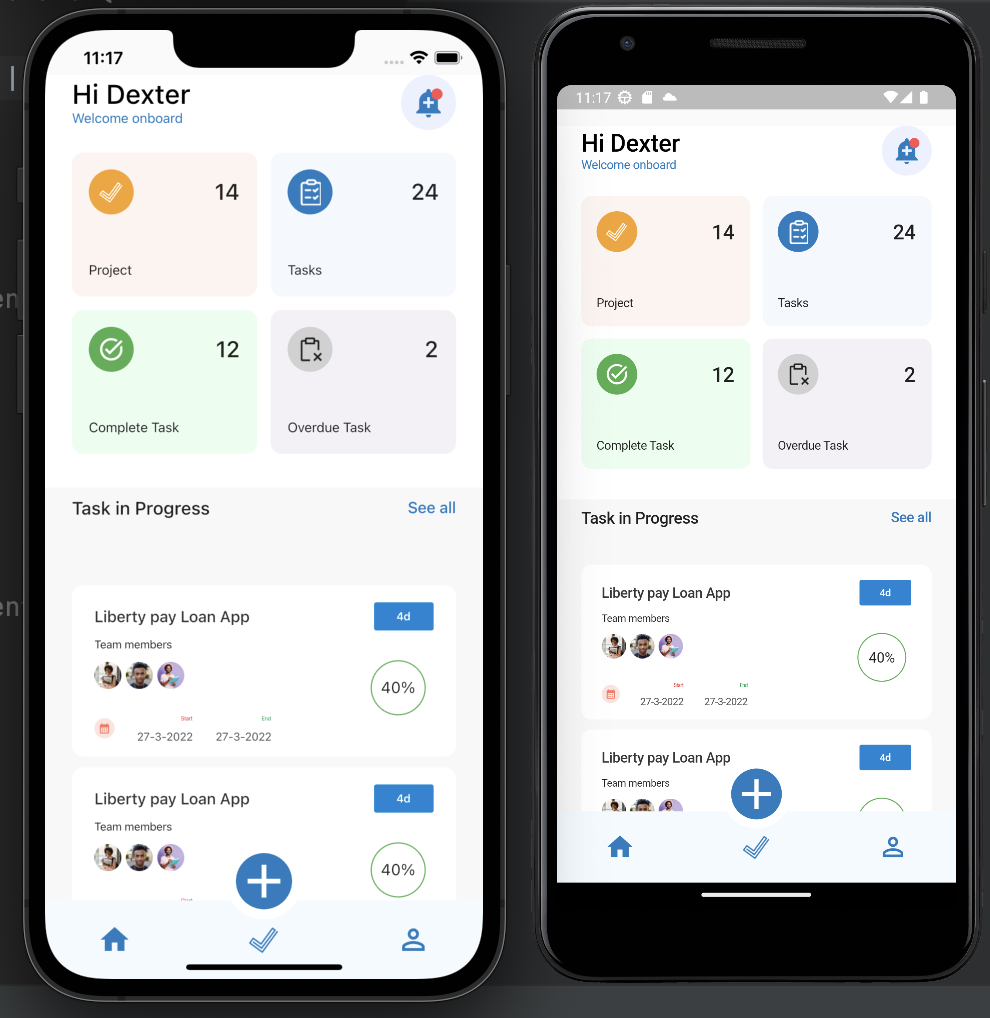 11:17
Hi Dexter
Welcome onboard
14
24
Project
Tasks
12
2
Complete Task
Overdue Task
Task in Progress
See all
Liberty pay Loan App
4d
Team members
40%
Start
End
27-3-2022
27-3-2022
Liberty pay Loan App
4d
Team members
40%
11:17
Hi Dexter
Welcome onboard
14
24
Project
Tasks
12
2
Complete Task
Overdue Task
Task in Progress
See all
Liberty pay Loan App
4d
Team members
40%
Start
End
27-3-2022
27-3-2022
Liberty pay Loan App
4d
Team members